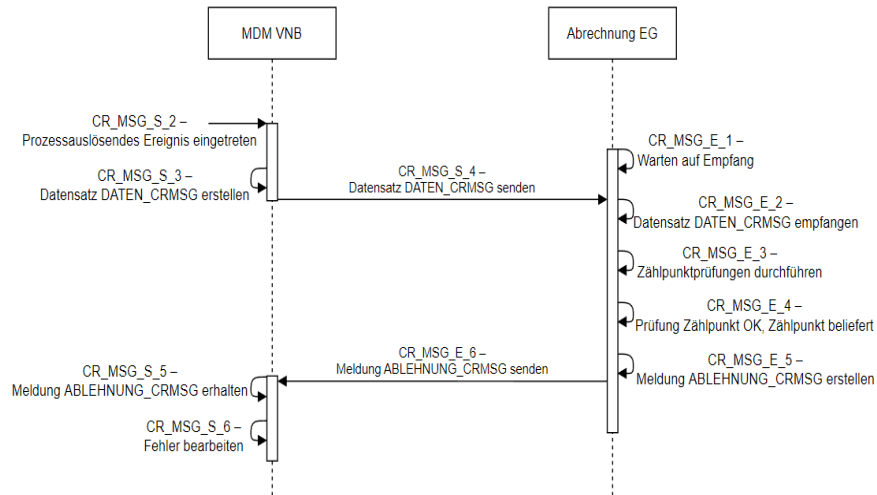 MDM VNB
Abrechnung EG
CR_MSG_S_2 –
Prozessauslösendes Ereignis eingetreten
CR_MSG_E_1 –
Warten auf Empfang
CR_MSG_S_3 –
Datensatz DATEN_CRMSG erstellen
CR_MSG_S_4 –
Datensatz DATEN_CRMSG senden
CR_MSG_E_2 –
Datensatz DATEN_CRMSG empfangen
CR_MSG_E_3 –
Zählpunktprüfungen durchführen
CR_MSG_E_4 –
Prüfung Zählpunkt OK, Zählpunkt beliefert
CR_MSG_E_6 –
Meldung ABLEHNUNG_CRMSG senden
CR_MSG_E_5 –
Meldung ABLEHNUNG_CRMSG erstellen
CR_MSG_S_5 –
Meldung ABLEHNUNG_CRMSG erhalten
CR_MSG_S_6 –
Fehler bearbeiten